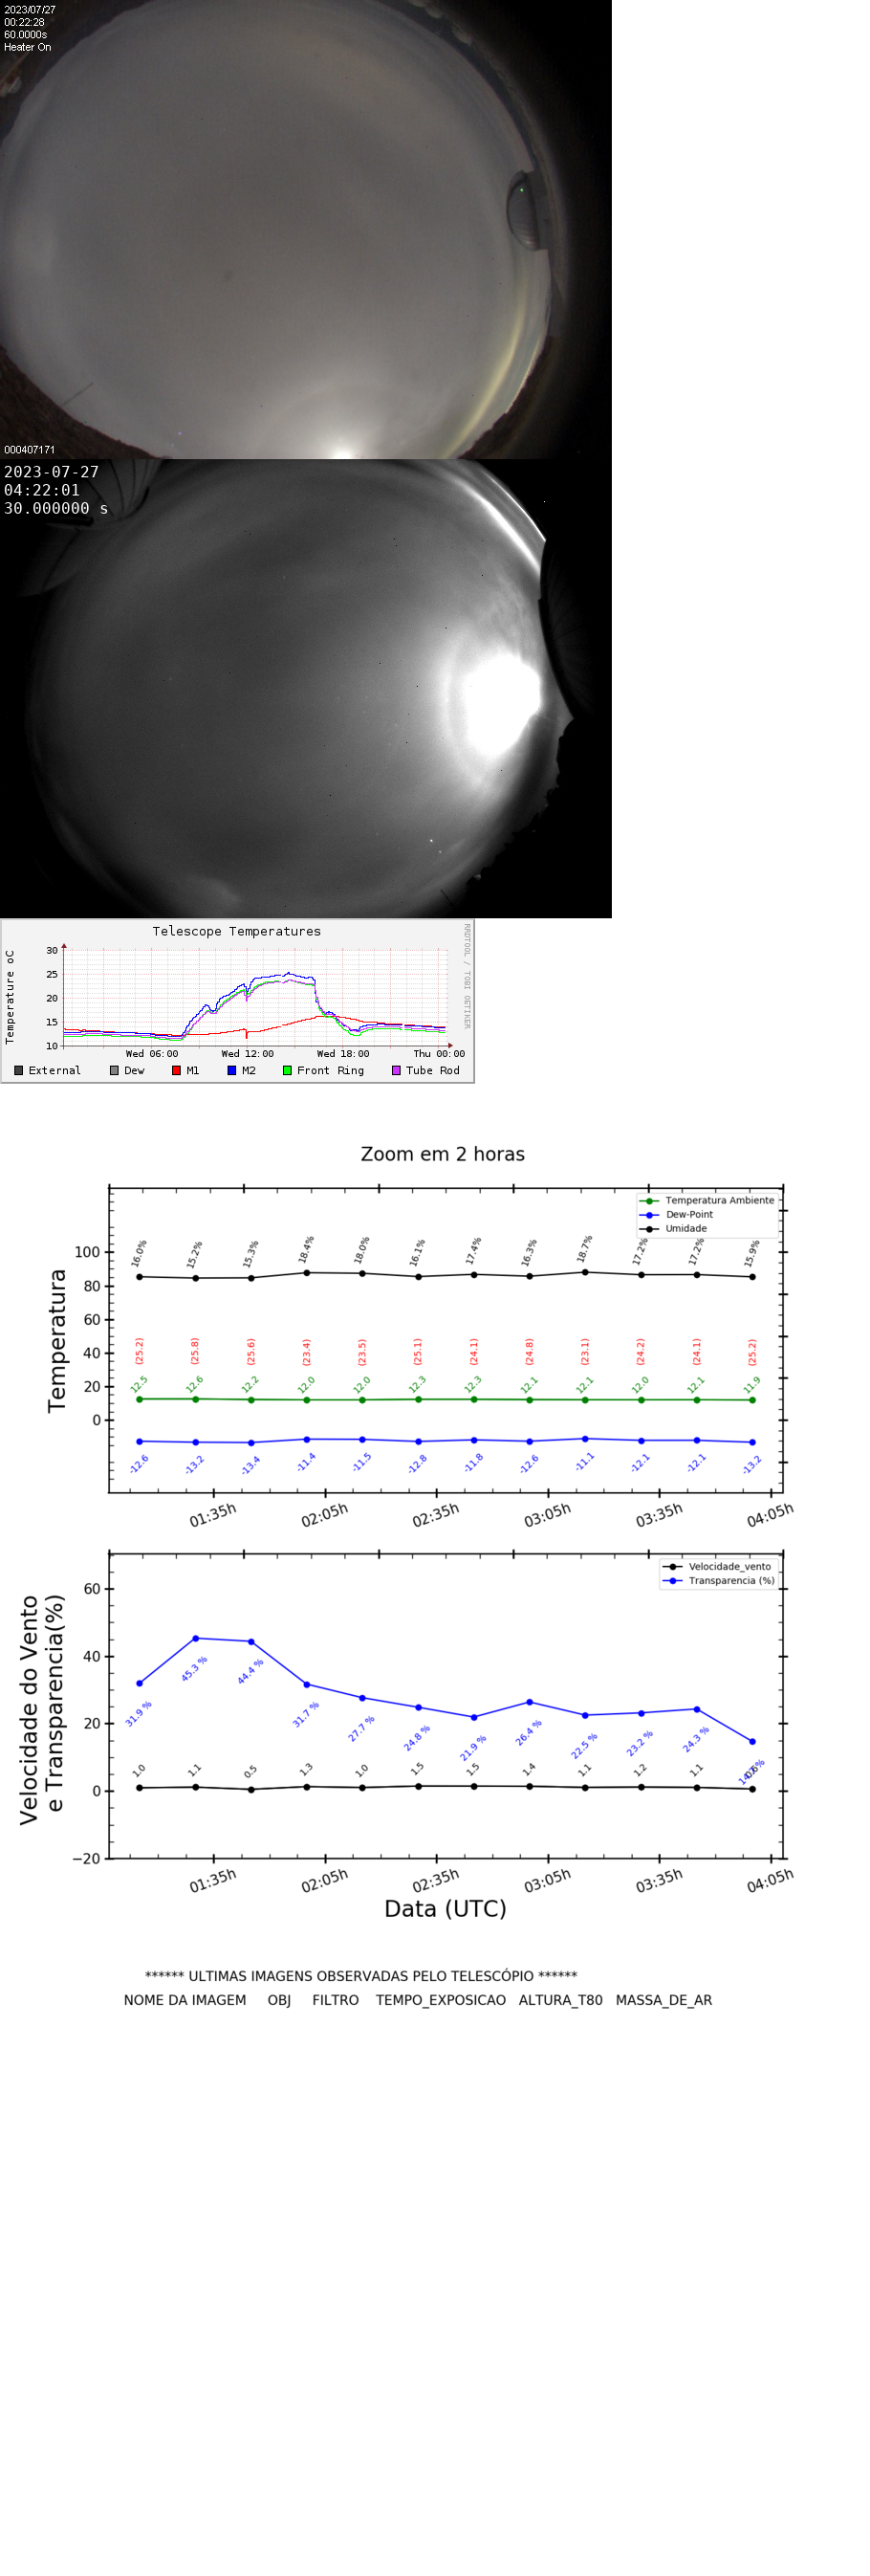 2023/07/27
00:22:28
60.0000s
Heater On
000407171
2023-07-27
04:22:01
30.000000 s
Telescope Temperatures
RRDTOOL / TOBI OETIKER
Temperature oC
30
25
20
15
10
Wed 06:00 Wed 12:00 Wed 18:00 Thu 00:00
External Dew M1 M2 Front Ring Tube Rod
Zoom em 2 horas
Temperatura Ambiente
Dew-Point
Umidade
Temperatura
100
80
60
40
20
0
16.0% 15.2% 15.3% 18.4% 18.0% 16.1% 17.4% 16.3% 18.7% 17.2% 17.2% 15.9%
(25.2) (25.8) (25.6) (23.4) (23.5) (25.1) (24.1) (24.8) (23.1) (24.2) (24.1) (25.2)
12.5 12.6 12.2 12.0 12.0 12.3 12.3 12.1 12.1 12.0 12.1 11.9
-12.6 -13.2 -13.4 -11.4 -11.5 -12.8 -11.8 -12.6 -11.1 -12.1 -12.1 -13.2
01:35h 02:05h 02:35h 03:05h 03:35h 04:05h
Velocidade_vento
Transparencia (%)
Velocidade do Vento
e Transparencia(%)
60
40
20
0
−20
31.9 % 45.3 % 44.4 % 31.7 % 27.7 % 24.8 % 21.9 % 26.4 % 22.5 % 23.2 % 24.3 %
1.0 1.1 0.5 1.3 1.0 1.5 1.5 1.4 1.1 1.2 1.1
01:35h 02:05h 02:35h 03:05h 03:35h 04:05h
Data (UTC)
****** ULTIMAS IMAGENS OBSERVADAS PELO TELESCÓPIO ******
NOME DA IMAGEM OBJ FILTRO TEMPO_EXPOSICAO ALTURA_T80 MASSA_DE_AR